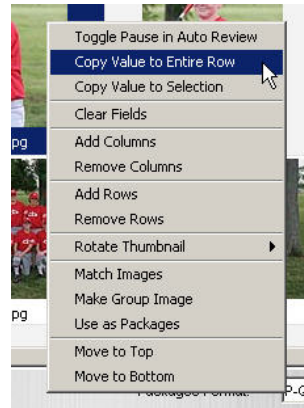 Toggle Pause in Auto Review
Copy Value to Entire Row
Copy Value to Selection
Clear Fields
pg
Add Columns
Remove Columns
Add Rows
Remove Rows
Rotate Thumbnail
Match Images
Make Group Image
pg
Use as Packages
Move to Top
Move to Bottom
Packages Format: